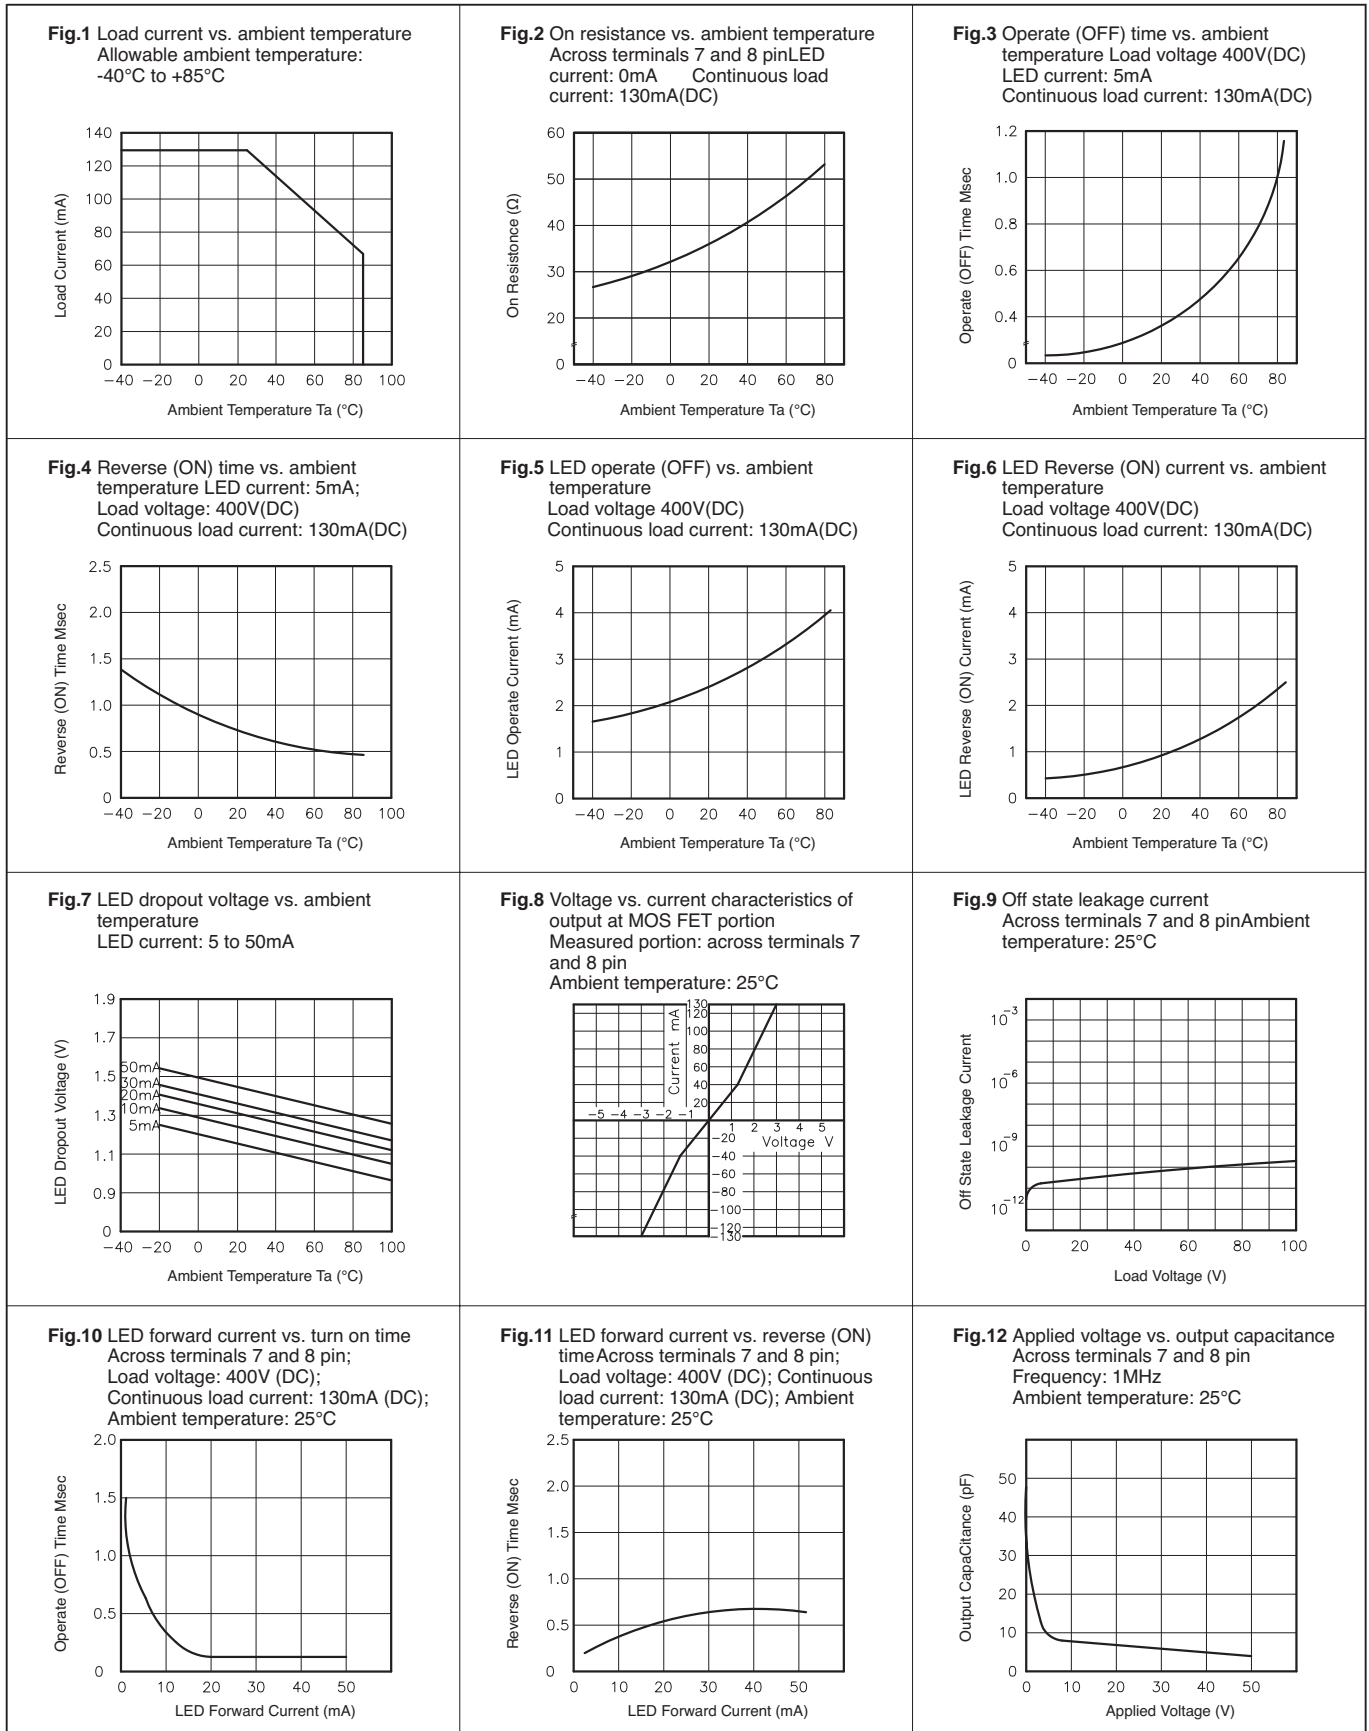 Fig.1 Load current vs. ambient temperature
Allowable ambient temperature:
-40°C to +85°C
140
120
100
80
60
40
20
0
Load Current (mA)
−40 −20 0 20 40 60 80 100
Ambient Temperature Ta (°C)
Fig.2 On resistance vs. ambient temperature
Across terminals 7 and 8 pinLED
current: 0mA Continuous load
current: 130mA(DC)
60
50
40
30
20
0
On Resistonce (Ω)
−40 −20 0 20 40 60 80
Ambient Temperature Ta (°C)
Fig.3 Operate (OFF) time vs. ambient
temperature Load voltage 400V(DC)
LED current: 5mA
Continuous load current: 130mA(DC)
1.2
1.0
0.8
0.6
0.4
0
Operate (OFF) Time Msec
−40 −20 0 20 40 60 80
Ambient Temperature Ta (°C)
Fig.4 Reverse (ON) time vs. ambient
temperature LED current: 5mA;
Load voltage: 400V(DC)
Continuous load current: 130mA(DC)
2.5
2.0
1.5
1.0
0.5
0
Reverse (ON) Time Msec
−40 −20 0 20 40 60 80 100
Ambient Temperature Ta (°C)
Fig.5 LED operate (OFF) vs. ambient
temperature
Load voltage 400V(DC)
Continuous load current: 130mA(DC)
5
4
3
2
1
0
LED Operate Current (mA)
−40 −20 0 20 40 60 80
Ambient Temperature Ta (°C)
Fig.6 LED Reverse (ON) current vs. ambient
temperature
Load voltage 400V(DC)
Continuous load current: 130mA(DC)
5
4
3
2
1
0
LED Reverse (ON) Current (mA)
−40 −20 0 20 40 60 80
Ambient Temperature Ta (°C)
Fig.7 LED dropout voltage vs. ambient
temperature
LED current: 5 to 50mA
1.9
1.7
1.5
1.3
1.1
0.9
0
LED Dropout Voltage (V)
50mA
30mA
20mA
10mA
5mA
−40 −20 0 20 40 60 80 100
Ambient Temperature Ta (°C)
Fig.8 Voltage vs. current characteristics of
output at MOS FET portion
Measured portion: across terminals 7
and 8 pin
Ambient temperature: 25°C
Current mA
130
120
100
80
60
40
20
−5 −4 −3 −2 −1
1 2 3 4 5
Voltage V
−20
−40
−60
−80
−100
−120
−130
Fig.9 Off state leakage current
Across terminals 7 and 8 pinAmbient
temperature: 25°C
10−3
10−6
10−9
10−12
Off State Leakage Current
0 20 40 60 80 100
Load Voltage (V)
Fig.10 LED forward current vs. turn on time
Across terminals 7 and 8 pin;
Load voltage: 400V (DC);
Continuous load current: 130mA (DC);
Ambient temperature: 25°C
2.0
1.5
1.0
0.5
0
Operate (OFF) Time Msec
0 10 20 30 40 50
LED Forward Current (mA)
Fig.11 LED forward current vs. reverse (ON)
timeAcross terminals 7 and 8 pin;
Load voltage: 400V (DC); Continuous
load current: 130mA (DC); Ambient
temperature: 25°C
2.5
2.0
1.5
1.0
0.5
0
Reverse (ON) Time Msec
0 10 20 30 40 50
LED Forward Current (mA)
Fig.12 Applied voltage vs. output capacitance
Across terminals 7 and 8 pin
Frequency: 1MHz
Ambient temperature: 25°C
50
40
30
20
10
0
Output CapaCitance (pF)
0 10 20 30 40 50
Applied Voltage (V)